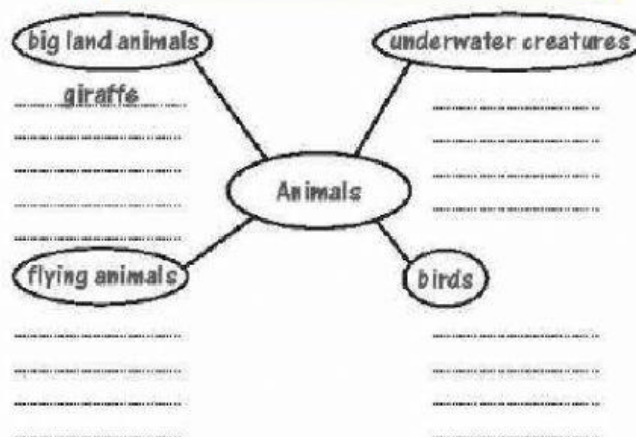 big land animals
underwater creatures
giraffe
Animals
flying animals
birds